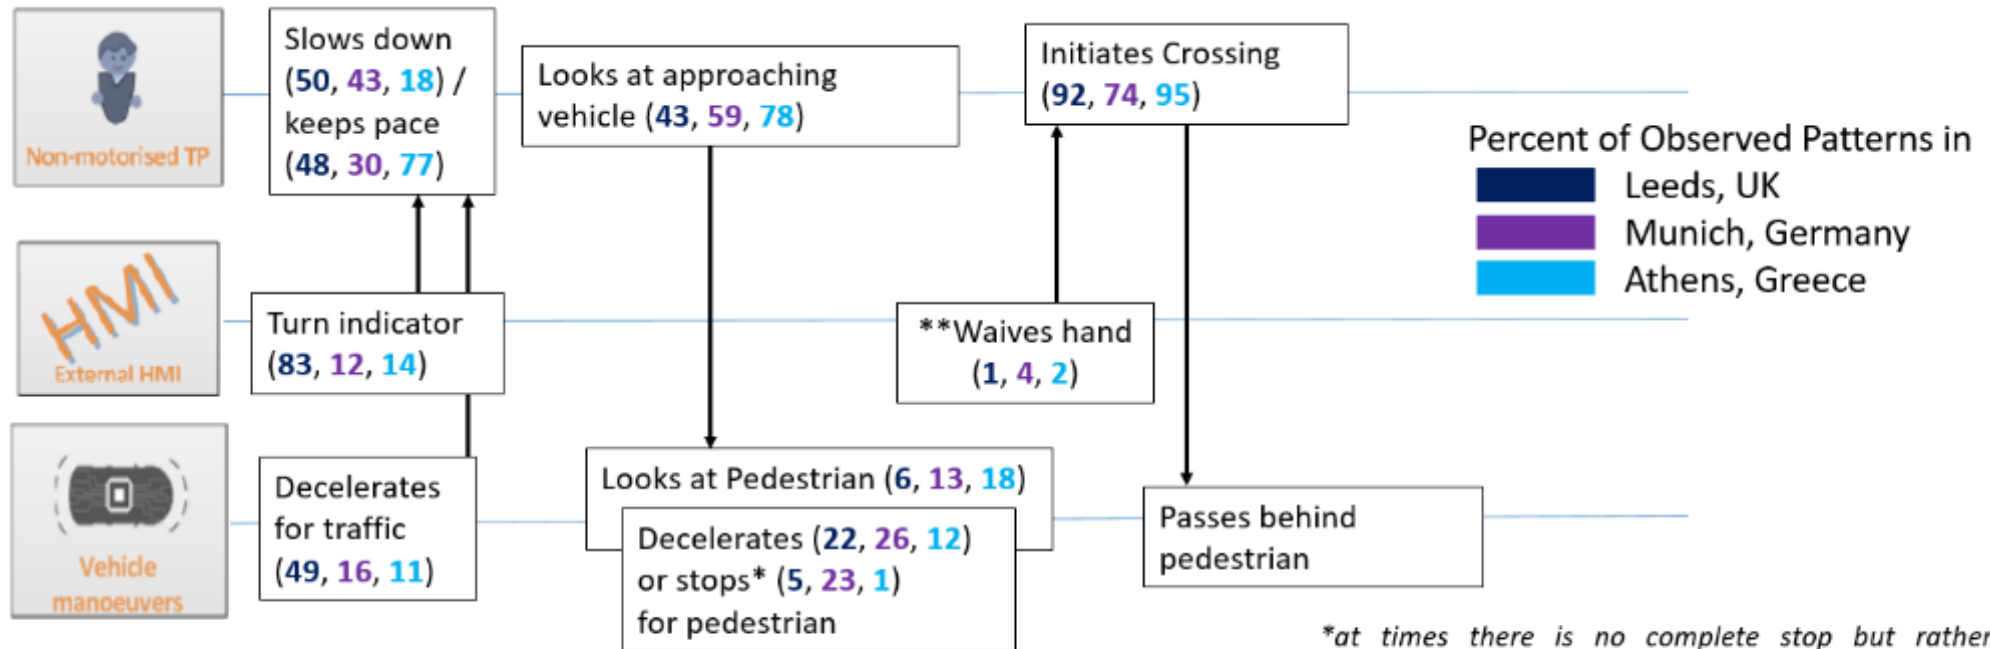 Non-motorised TP
Slows down
(50, 43, 18) /
keeps pace
(48, 30, 77)
Looks at approaching
vehicle (43, 59, 78)
Initiates Crossing
(92, 74, 95)
Percent of Observed Patterns in
Leeds, UK
Munich, Germany
Athens, Greece
HMI
External HMI
Turn indicator
(83, 12, 14)
**Waives hand
(1, 4, 2)
Vehicle
manoeuvers
Decelerates
for traffic
(49, 16, 11)
Looks at Pedestrian (6, 13, 18)
Decelerates (22, 26, 12)
or stops* (5, 23, 1)
for pedestrian
Passes behind
pedestrian
*at times there is no complete stop but rather